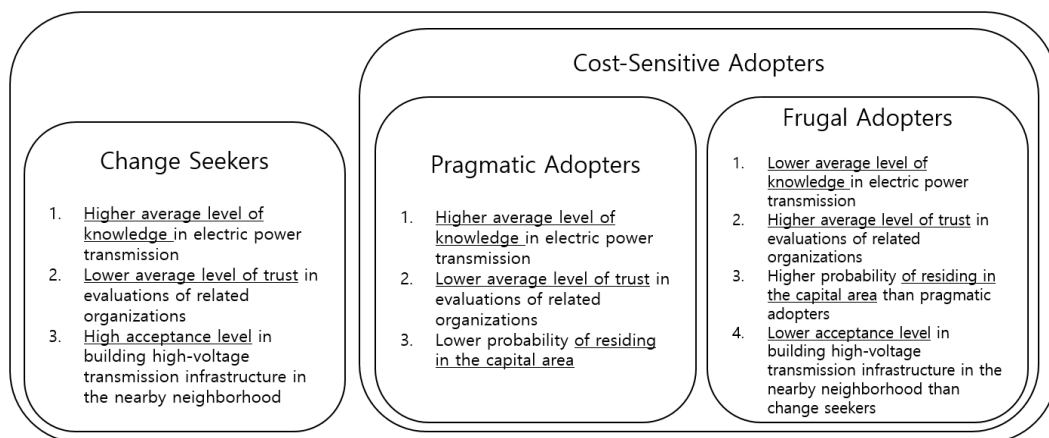 Cost-Sensitive Adopters
Change Seekers
1. Higher average level of
knowledge in electric power
transmission
2. Lower average level of trust in
evaluations of related
organizations
3. High acceptance level in
building high-voltage
transmission infrastructure in
the nearby neighborhood
Pragmatic Adopters
1. Higher average level of
knowledge in electric power
transmission
2. Lower average level of trust in
evaluations of related
organizations
3. Lower probability of residing
in the capital area
Frugal Adopters
1. Lower average level of
knowledge in electric power
transmission
2. Higher average level of trust in
evaluations of related
organizations
3. Higher probability of residing in
the capital area than pragmatic
adopters
4. Lower acceptance level in
building high-voltage
transmission infrastructure in the
nearby neighborhood than
change seekers